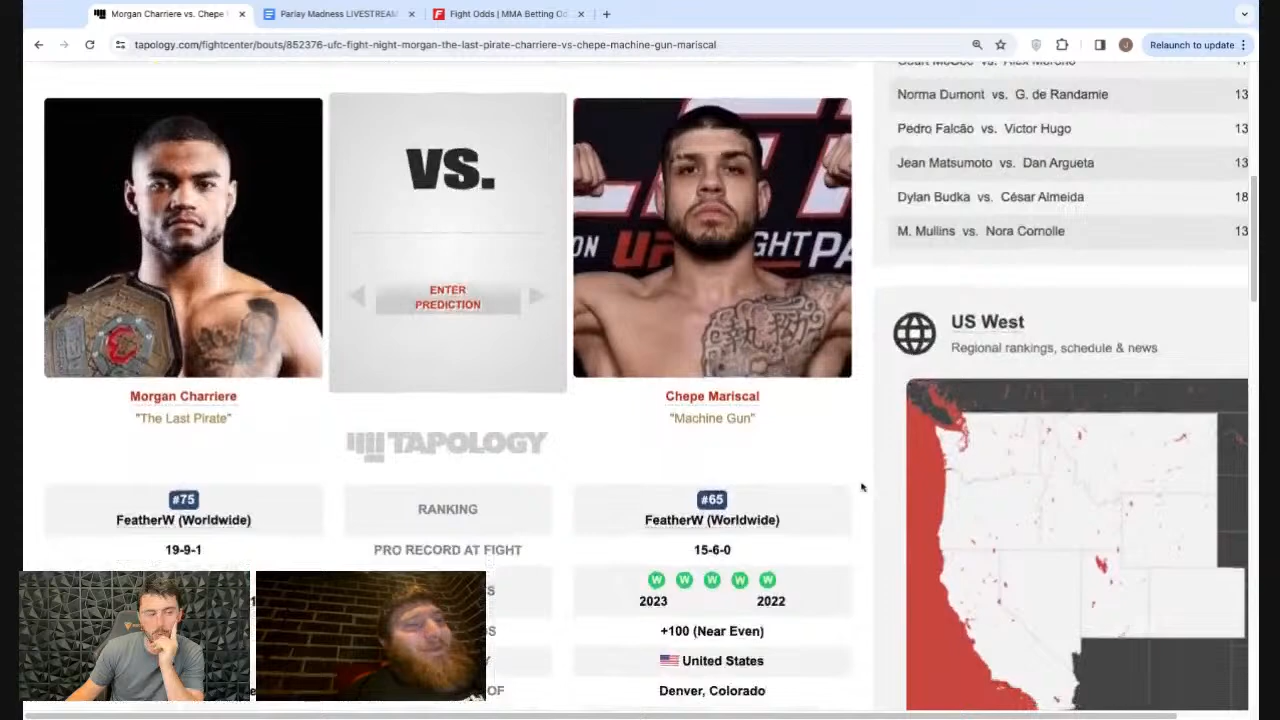 Morgan Charriere vs. Chepe
Parlay Madness LIVESTREAM
Fight Odds | MMA Betting Od
tapology.com/fightcenter/bouts/852376-ufc-fight-night-morgan-the-last-pirate-charriere-vs-chepe-machine-gun-mariscal
Relaunch to update
Norma Dumont vs. G. de Randamie 13
Pedro Falcão vs. Victor Hugo 13
Jean Matsumoto vs. Dan Argueta 13
Dylan Budka vs. César Almeida 18
M. Mullins vs. Nora Cornolle 13
VS.
ENTER
PREDICTION
ON UF GHT PA
US West
Regional rankings, schedule & news
Morgan Charriere
Chepe Mariscal
"The Last Pirate"
"Machine Gun"
TAPOLOGY
#75
RANKING
#65
FeatherW (Worldwide)
FeatherW (Worldwide)
19-9-1
PRO RECORD AT FIGHT
15-6-0
W W W W W
2023 2022
+100 (Near Even)
United States
OF
Denver, Colorado